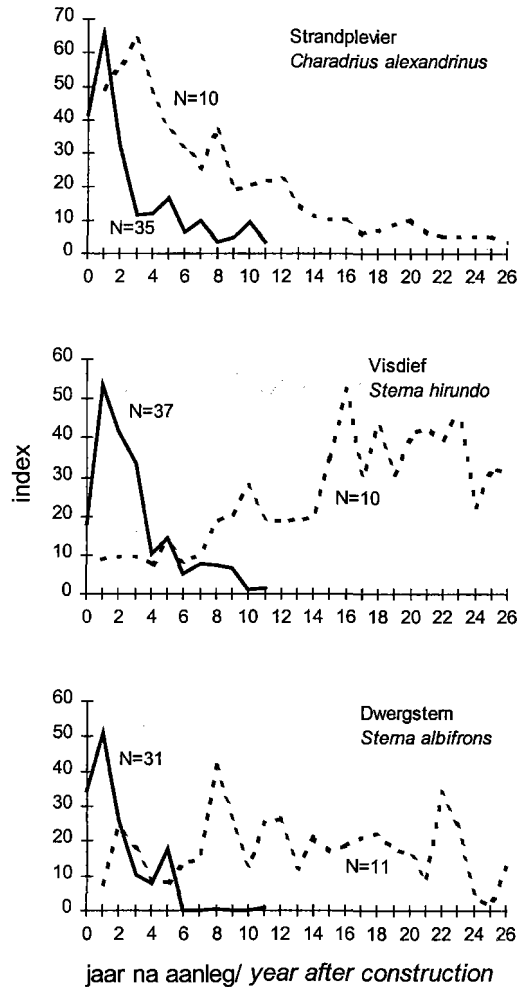 70
60
50
40
30
20
10
0
Strandplevier
Charadrius alexandrinus
N=10
N=35
0 2 4 6 8 10 12 14 16 18 20 22 24 26
60
50
40
30
20
10
0
Visdief
Sterna hirundo
N=37
N=10
index
0 2 4 6 8 10 12 14 16 18 20 22 24 26
60
50
40
30
20
10
0
Dwergstern
Sterna albifrons
N=31
N=11
0 2 4 6 8 10 12 14 16 18 20 22 24 26
jaar na aanleg/ year after construction